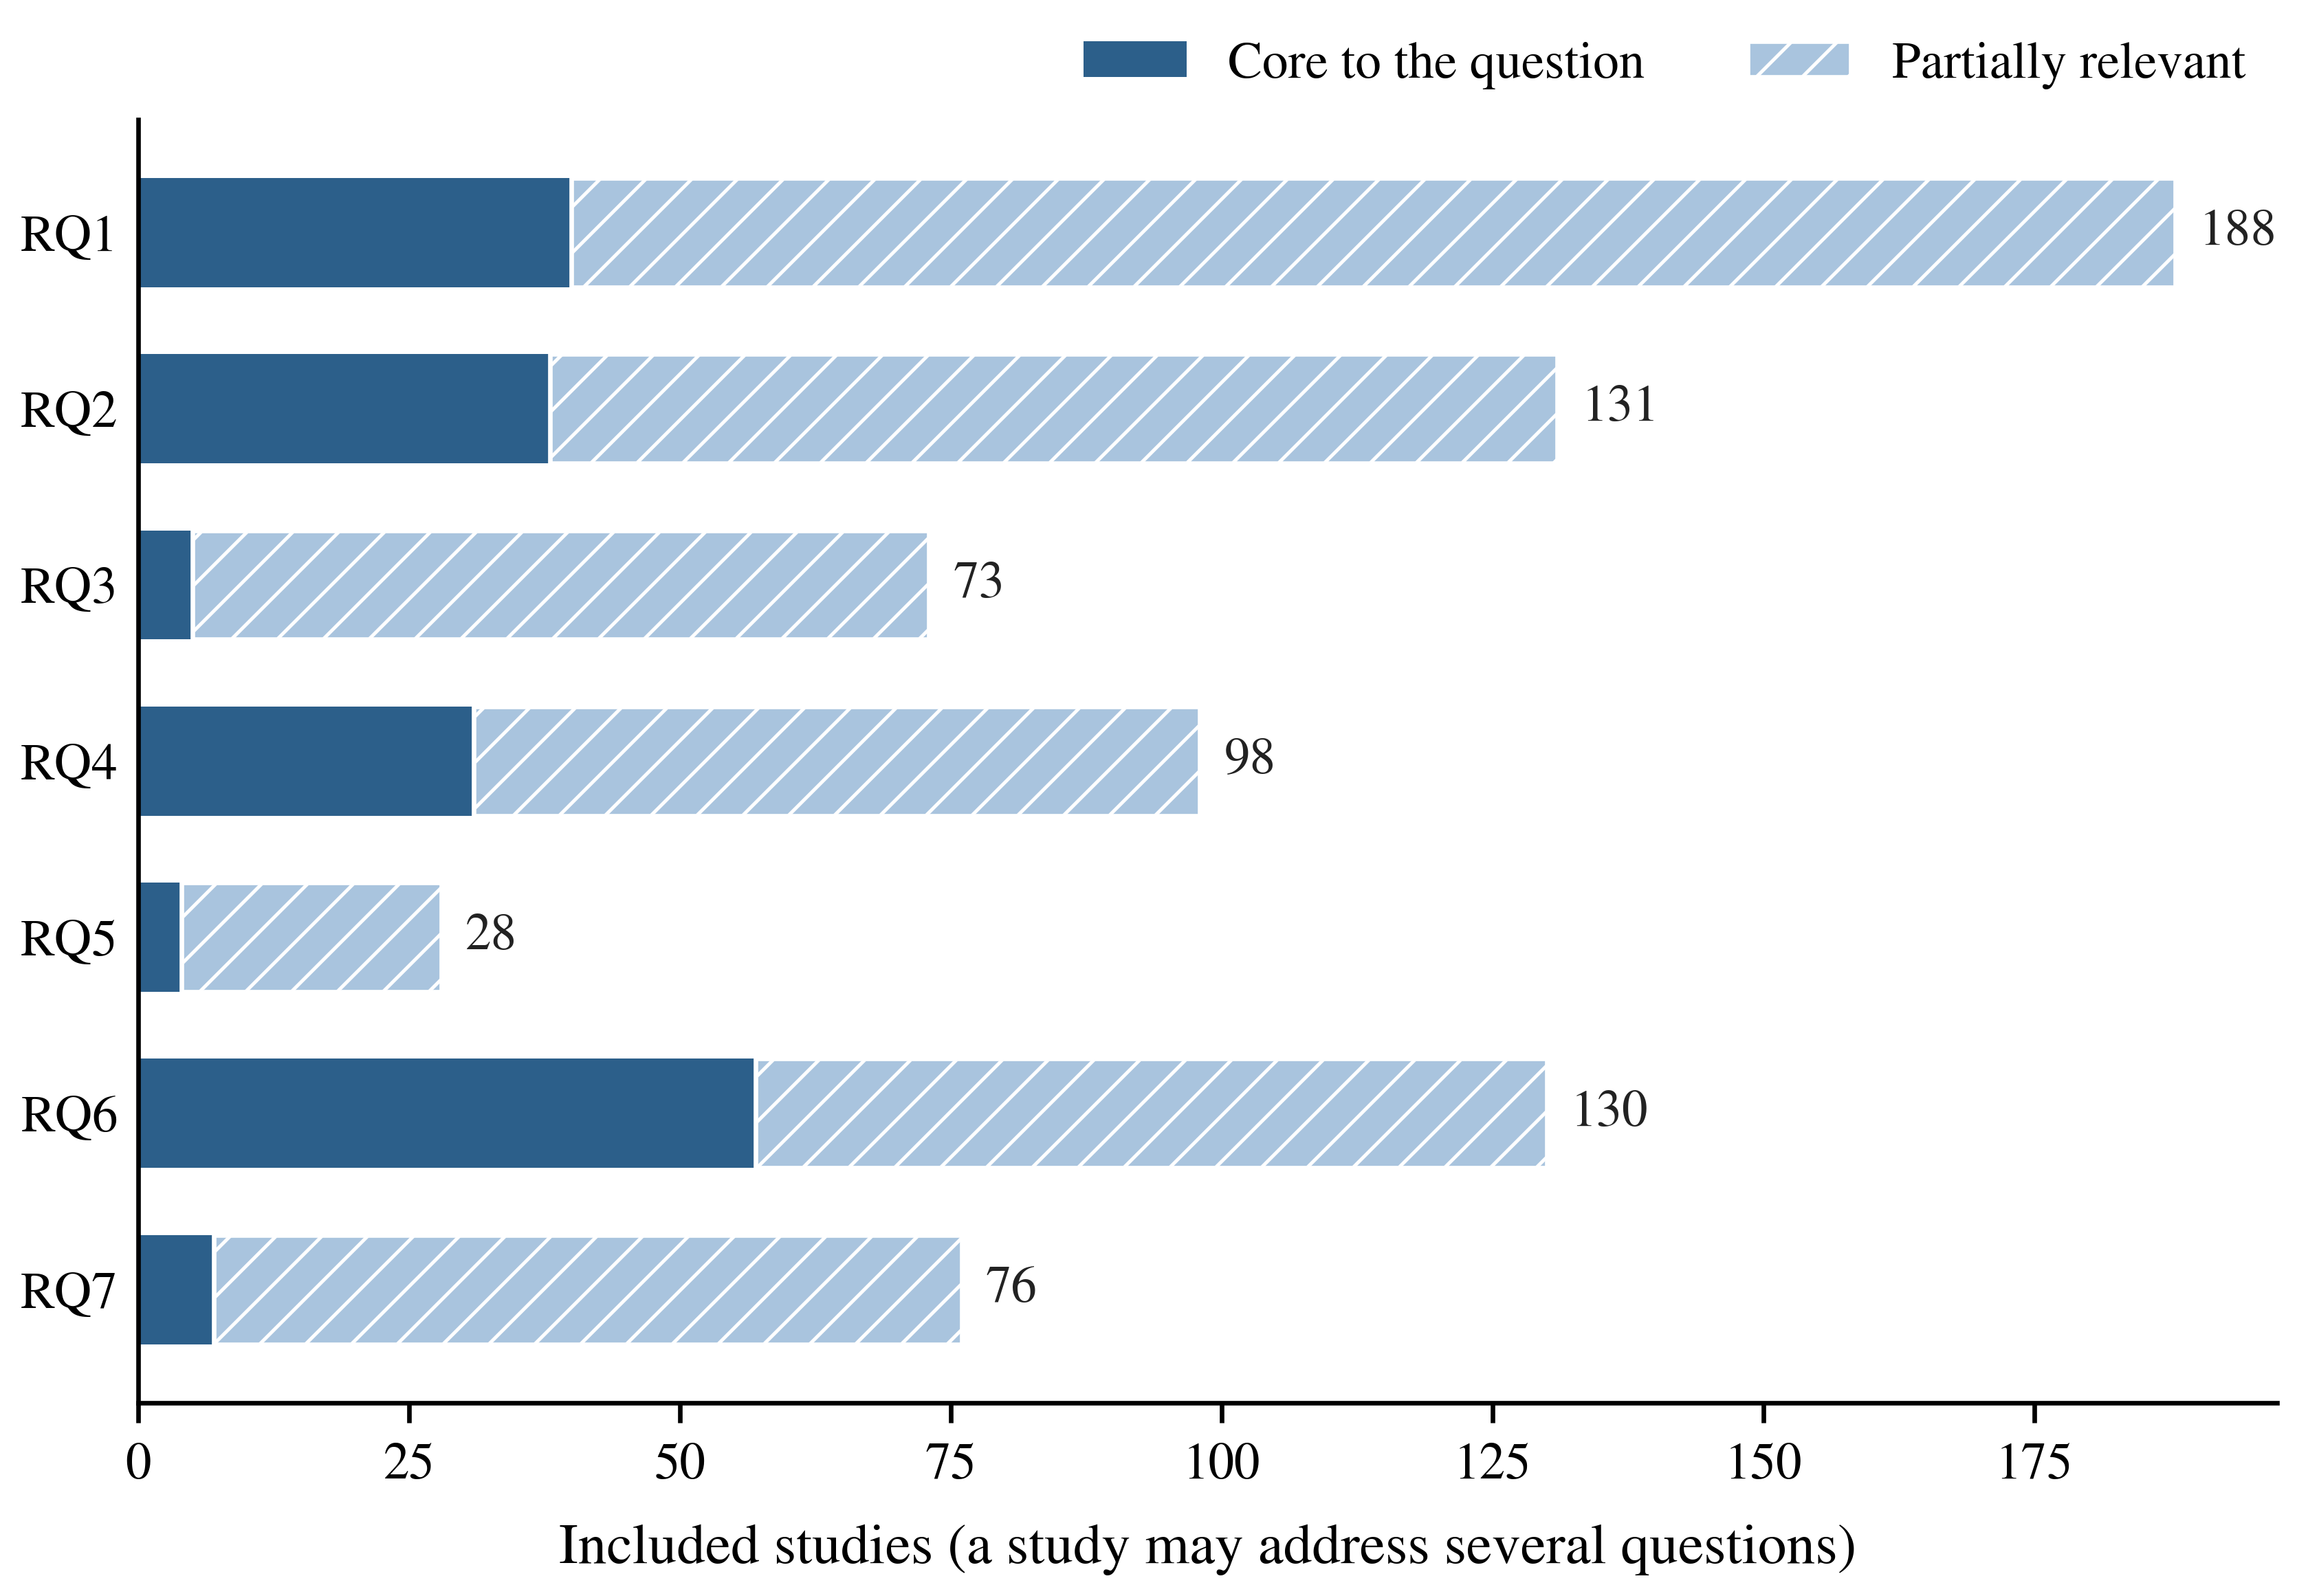 Core to the question
Partially relevant
RQ1
188
RQ2
131
RQ3
73
RQ4
98
RQ5
28
RQ6
130
RQ7
76
0 25 50 75 100 125 150 175
Included studies (a study may address several questions)